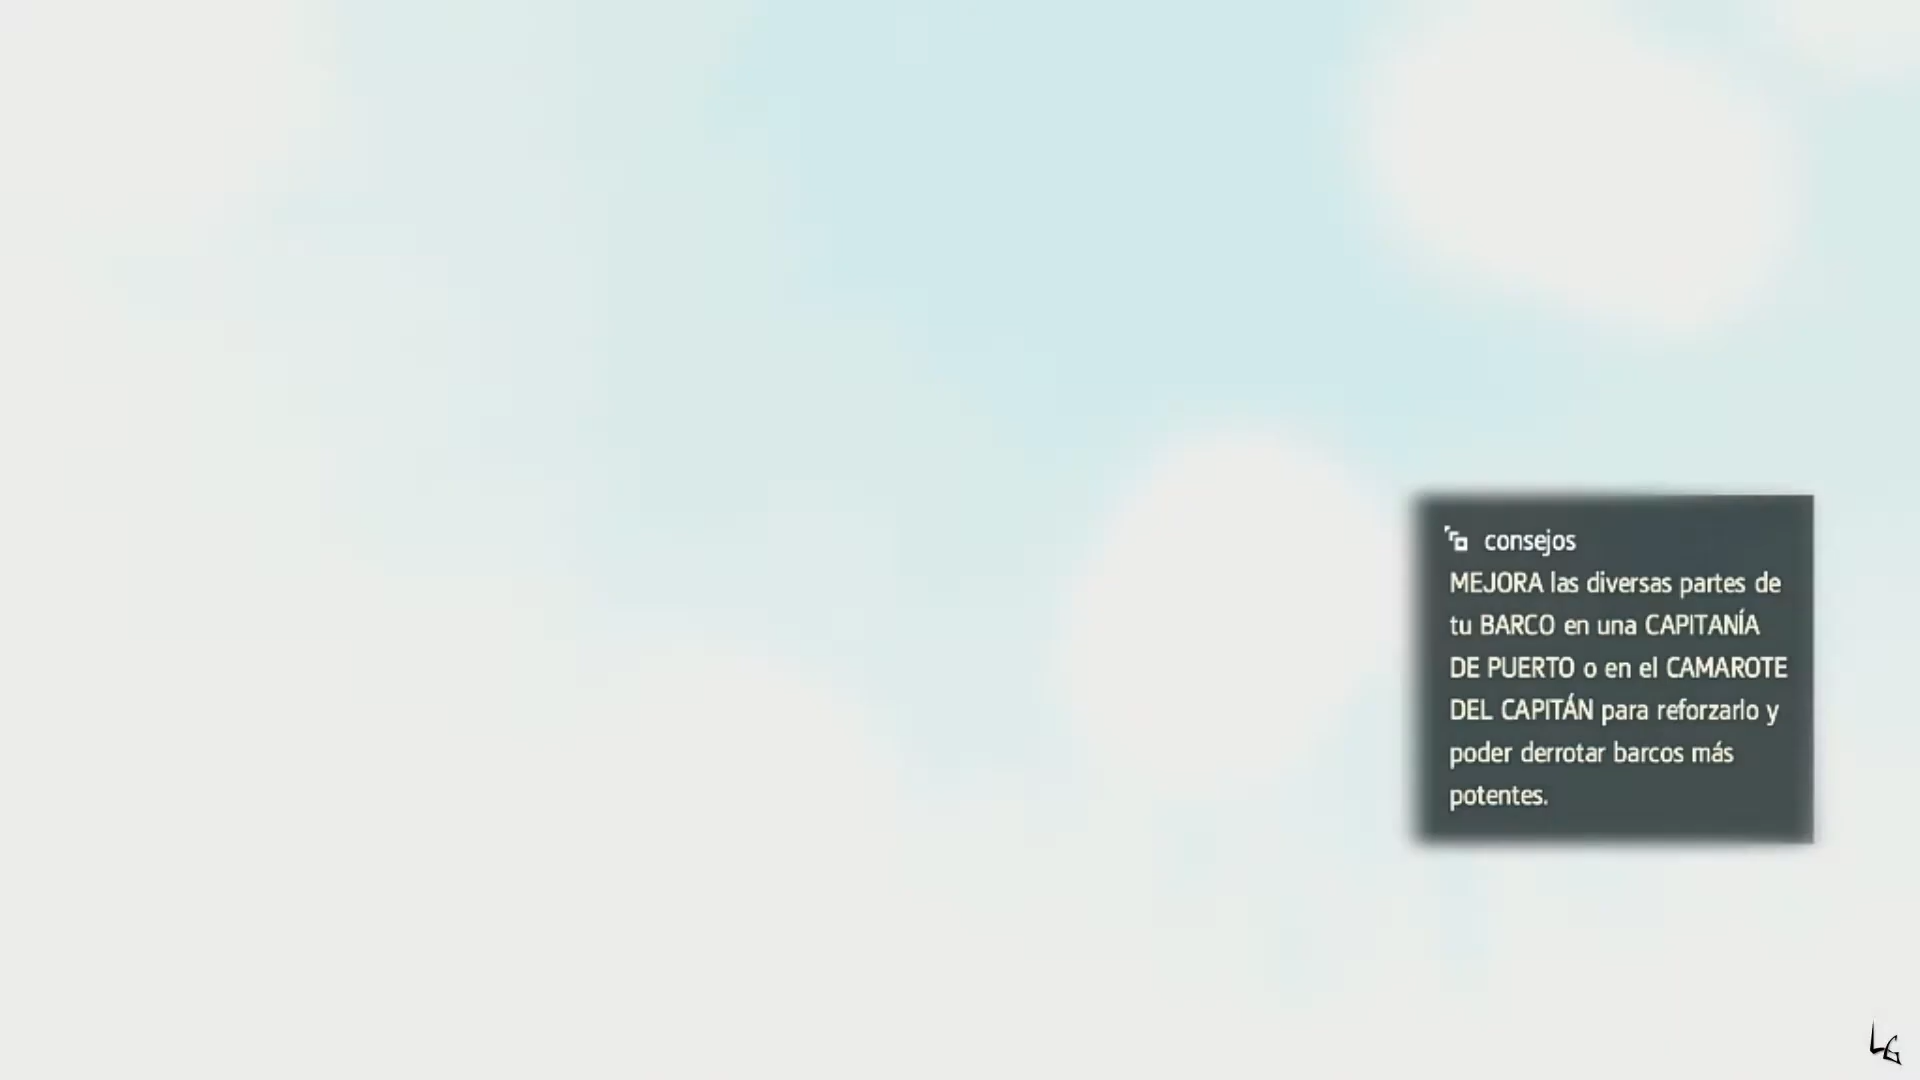 consejos
MEJORA las diversas partes de
tu BARCO en una CAPITANÍA
DE PUERTO o en el CAMAROTE
DEL CAPITÁN para reforzarlo y
poder derrotar barcos más
potentes.
LG